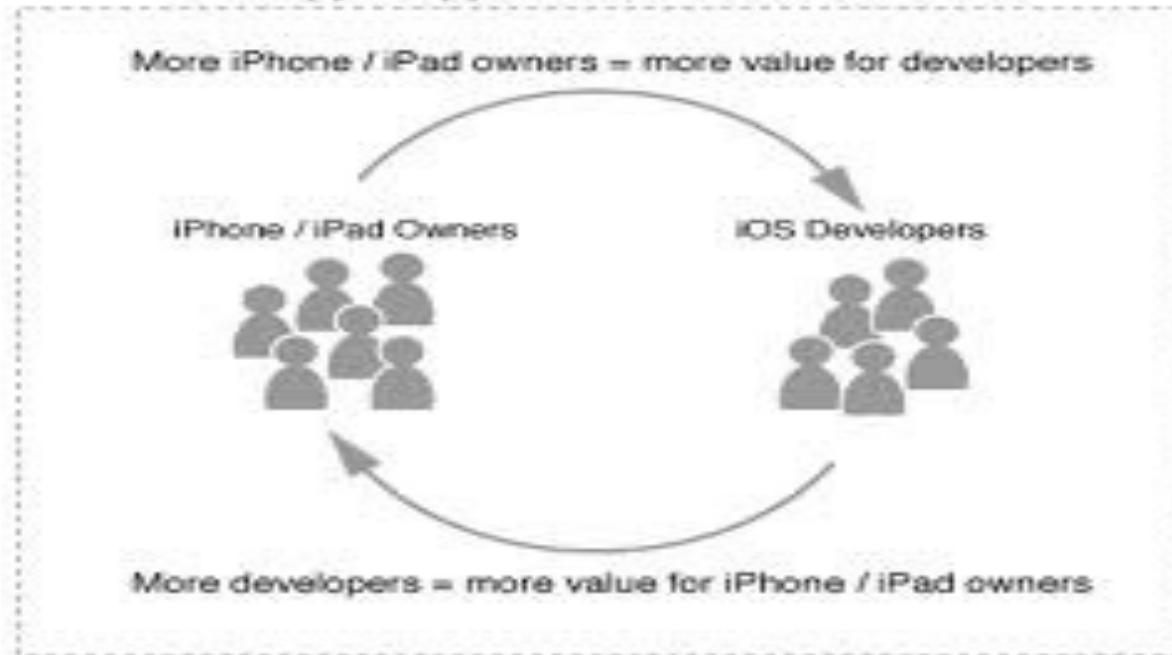 More iPhone / iPad owners = more value for developers
iPhone / iPad Owners
iOS Developers
More developers = more value for iPhone / iPad owners